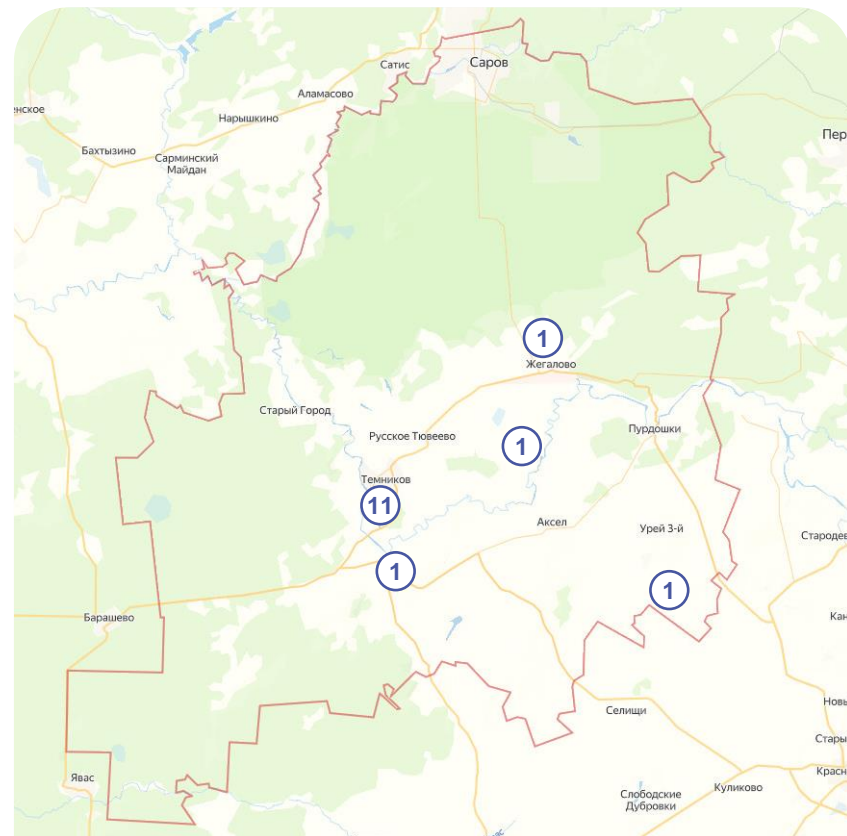 Саров
Сатис
Аламасово
енское
Нарышкино
Пер
Бахтызино
Сарминский
Майдан
1
Жегалово
Старый Город
Русское Тювеево
1
Пурдошки
Темников
11
Аксел
Урей 3-й
Стародев
1
1
Барашево
Кан
Новы
Селищи
Стары
Явас
Красн
Слободские
Дубровки
Куликово